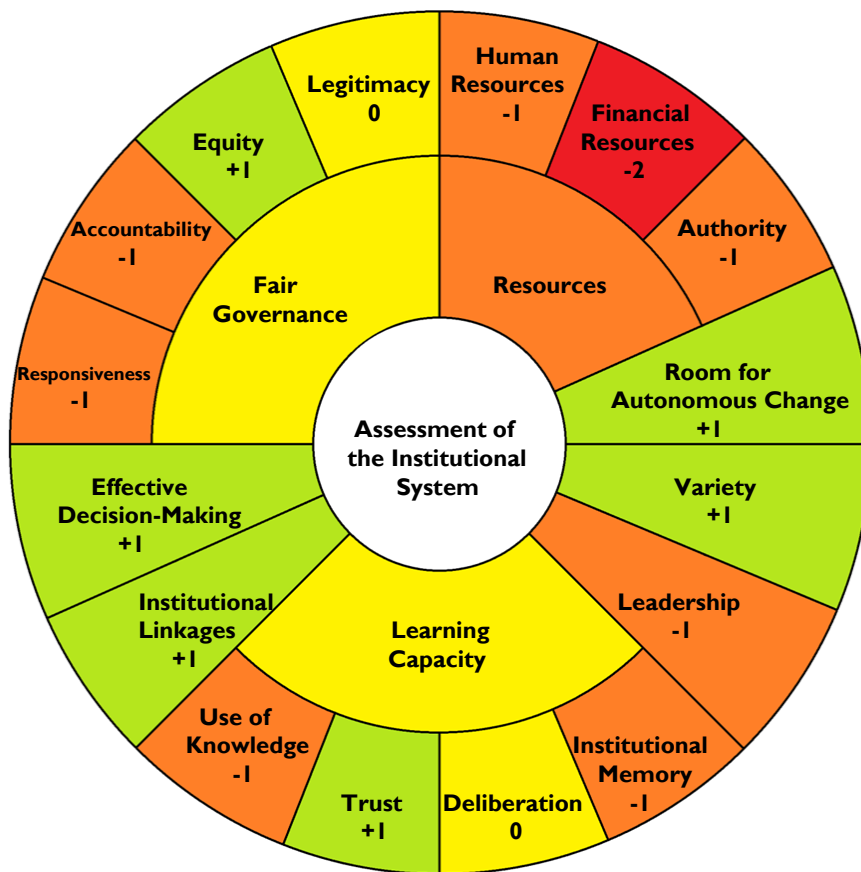 Legitimacy
0
Human
Resources
-1
Financial
Resources
-2
Authority
-1
Room for
Autonomous Change
+1
Variety
+1
Leadership
-1
Institutional
Memory
-1
Deliberation
0
Trust
+1
Use of
Knowledge
-1
Institutional
Linkages
+1
Effective
Decision-Making
+1
Responsiveness
-1
Accountability
-1
Equity
+1
Fair
Governance
Resources
Learning
Capacity
Assessment of
the Institutional
System